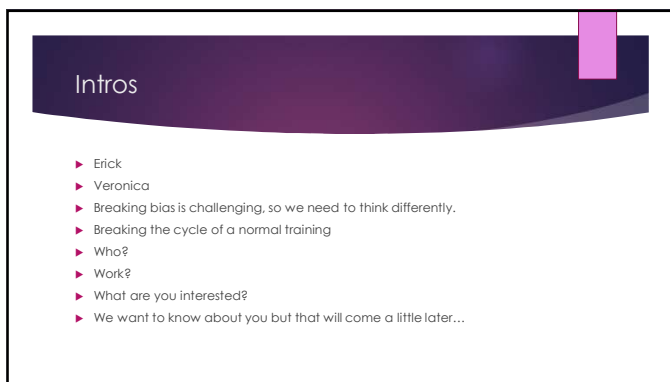 Intros
Erick
Veronica
Breaking bias is challenging, so we need to think differently.
Breaking the cycle of a normal training
Who?
Work?
What are you interested?
We want to know about you but that will come a little later…